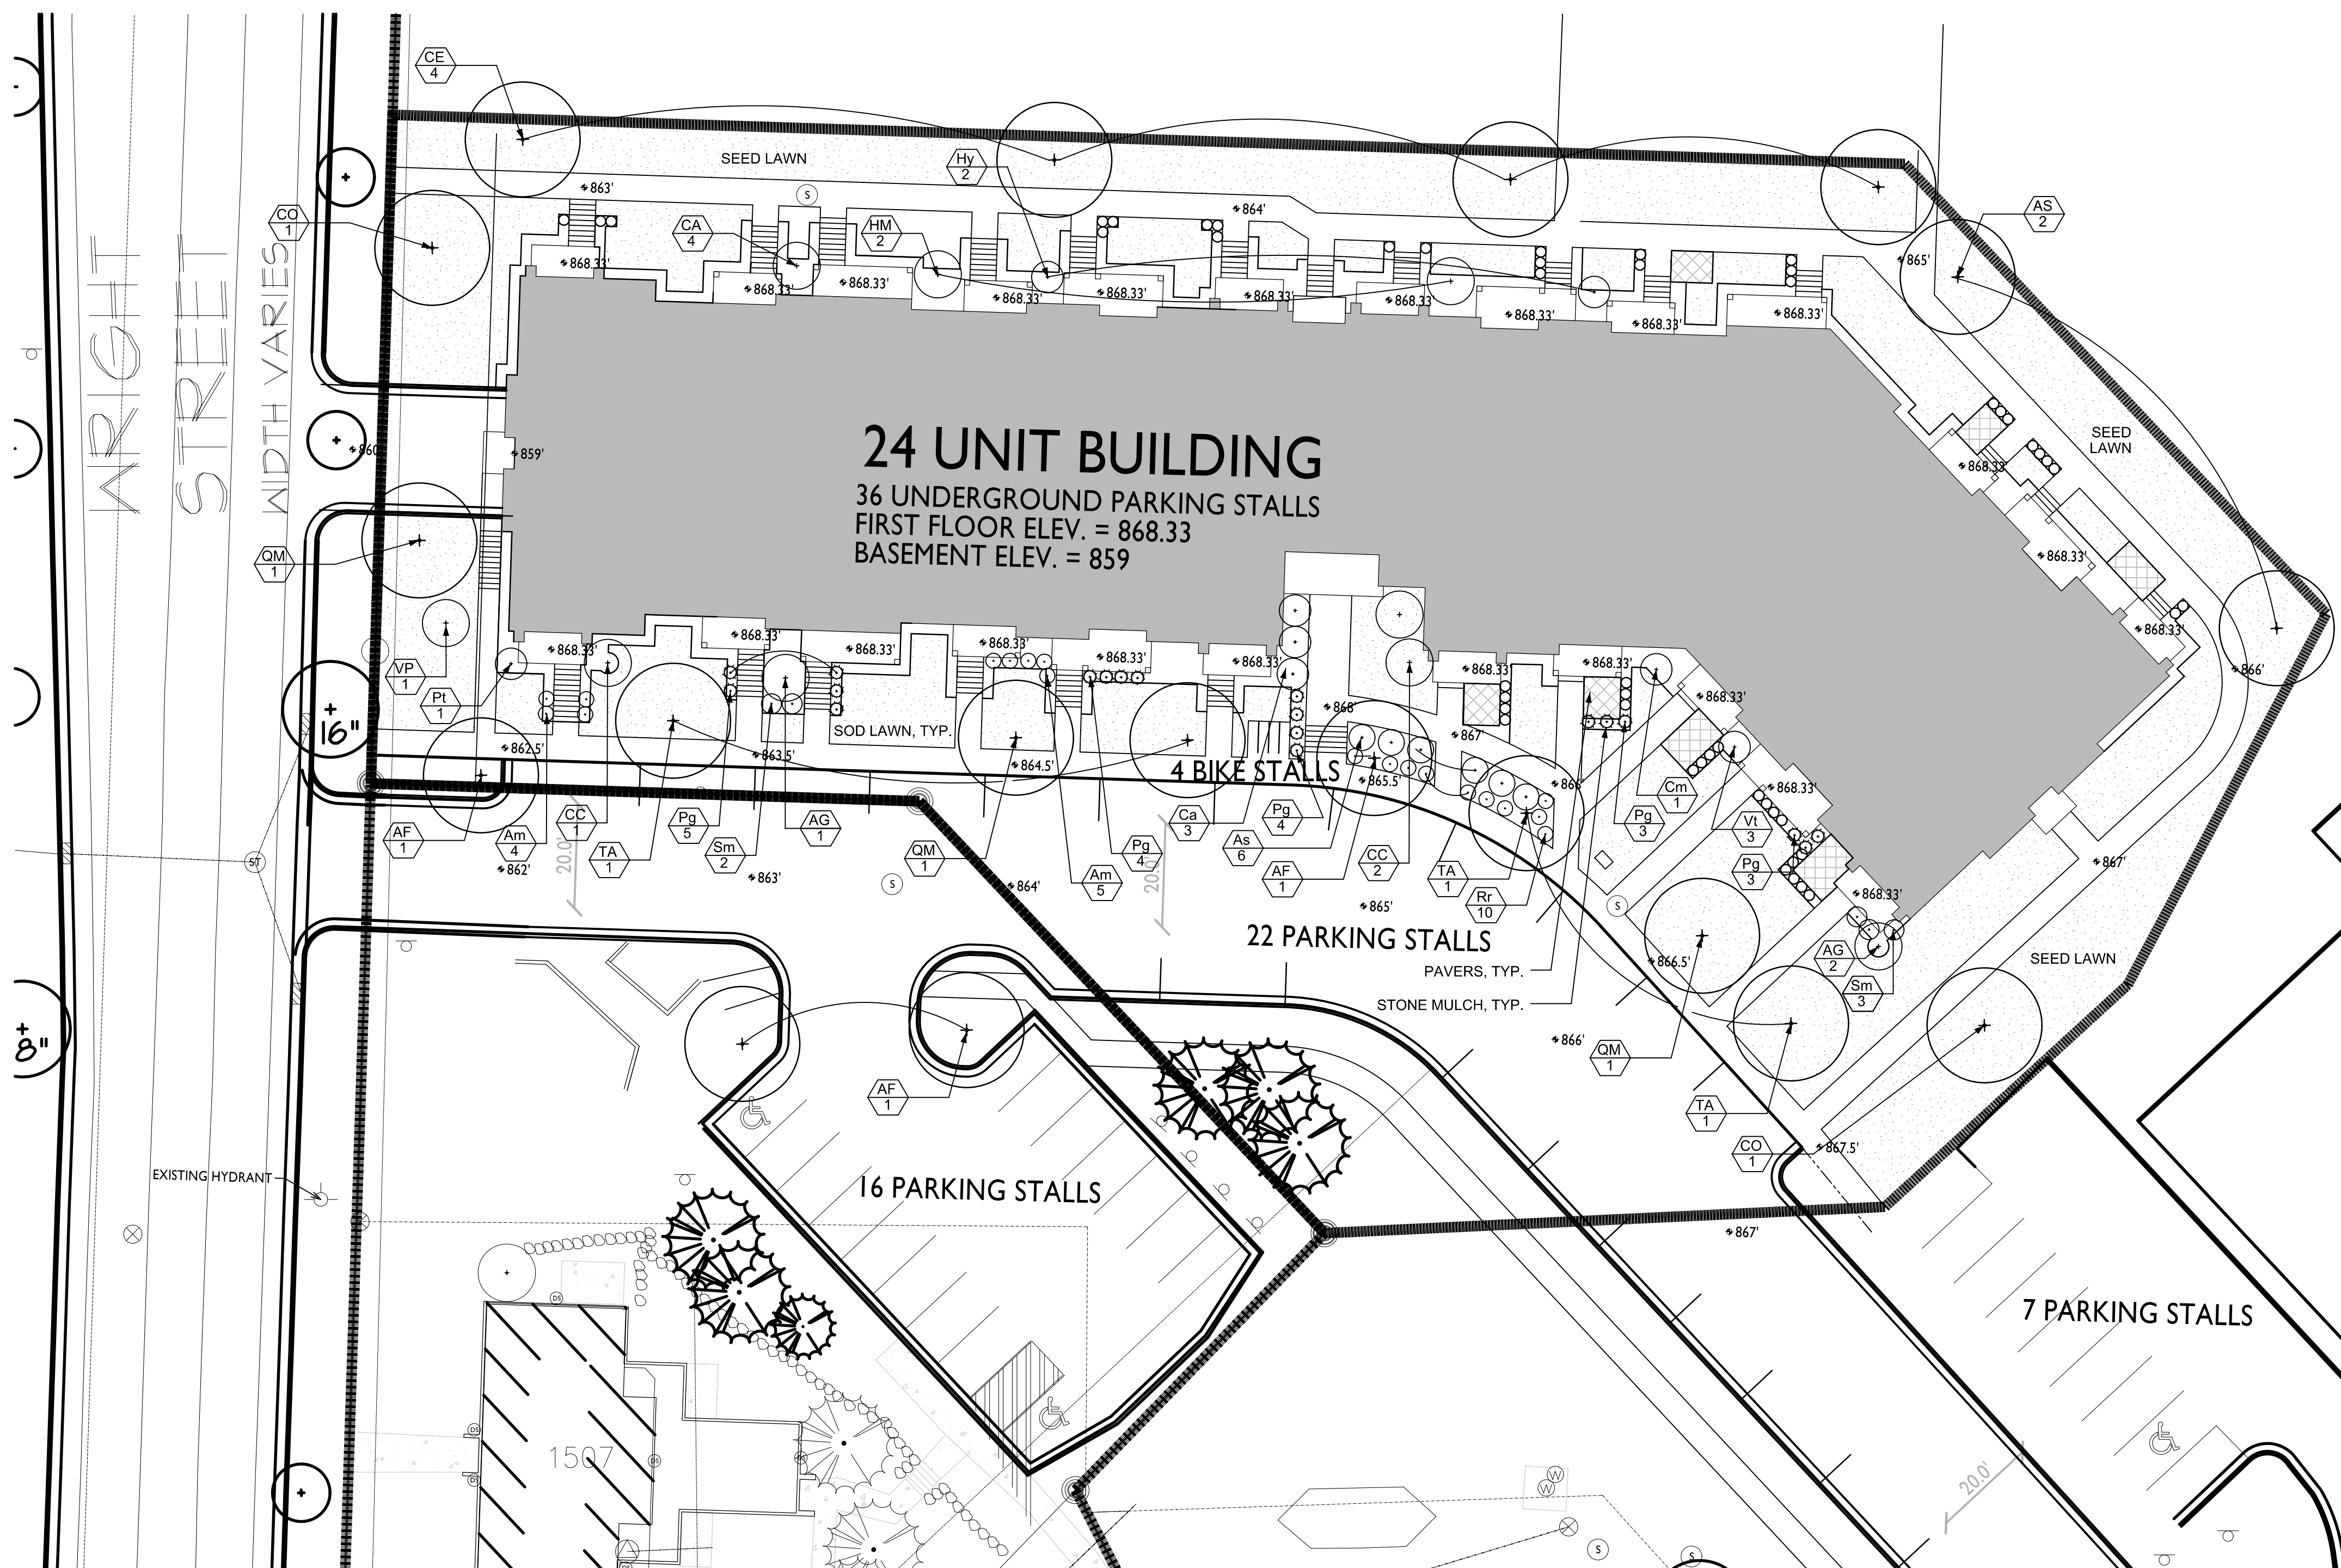 CE
4
Hy
2
SEED LAWN
AS
2
863'
S
864'
CO
1
CA
4
HM
2
865'
868.33'
868.33'
868.33'
868.33'
868.33'
868.33'
868.33'
868.33'
868.33'
868.33'
WRIGHT
STREET
WIDTH VARIES
SEED
LAWN
860'
859'
868.33'
24 UNIT BUILDING
36 UNDERGROUND PARKING STALLS
FIRST FLOOR ELEV. = 868.33
BASEMENT ELEV. = 859
QM
1
868.33'
868.33'
866'
VP
1
Pt
1
868.33'
868.33'
868.33'
868.33'
868.33'
868.33'
868.33'
868.33'
868.33'
16"
SOD LAWN, TYP.
868'
867'
862.5'
863.5'
864.5'
4 BIKE STALLS
865.5'
866'
868.33'
AF
1
Am
4
CC
1
TA
1
Pg
5
Sm
2
AG
1
QM
1
Am
5
Pg
4
Ca
3
As
6
Pg
4
AF
1
CC
2
TA
1
Rr
10
Pg
3
Cm
1
Vt
3
Pg
3
ST
20.0'
20.0'
862'
863'
S
864'
865'
S
868.33'
867'
22 PARKING STALLS
PAVERS, TYP.
STONE MULCH, TYP.
866.5'
AG
2
Sm
3
SEED LAWN
8"
866'
QM
1
AF
1
TA
1
CO
1
867.5'
EXISTING HYDRANT
16 PARKING STALLS
867'
7 PARKING STALLS
DS
DS
DS
DS
DS
1507
W
W
20.0'
S
S
DS